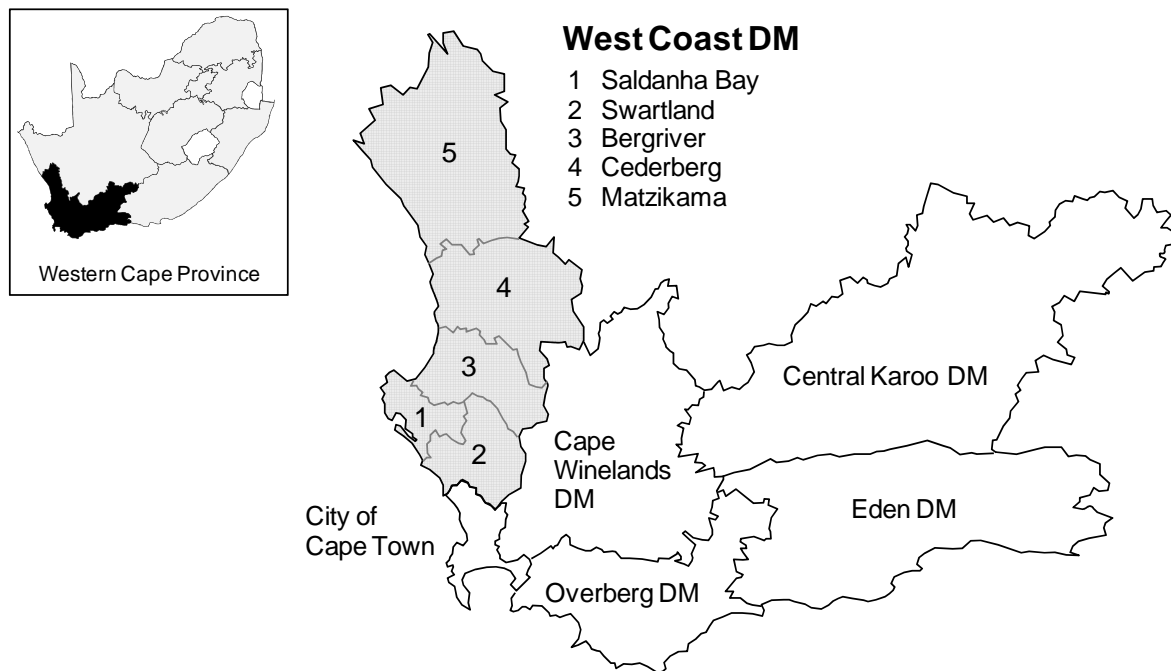 West Coast DM
1 Saldanha Bay
2 Swartland
3 Bergriver
4 Cederberg
5 Matzikama
Western Cape Province
5
4
3
1
2
Central Karoo DM
Cape
Winelands
DM
Eden DM
City of
Cape Town
Overberg DM